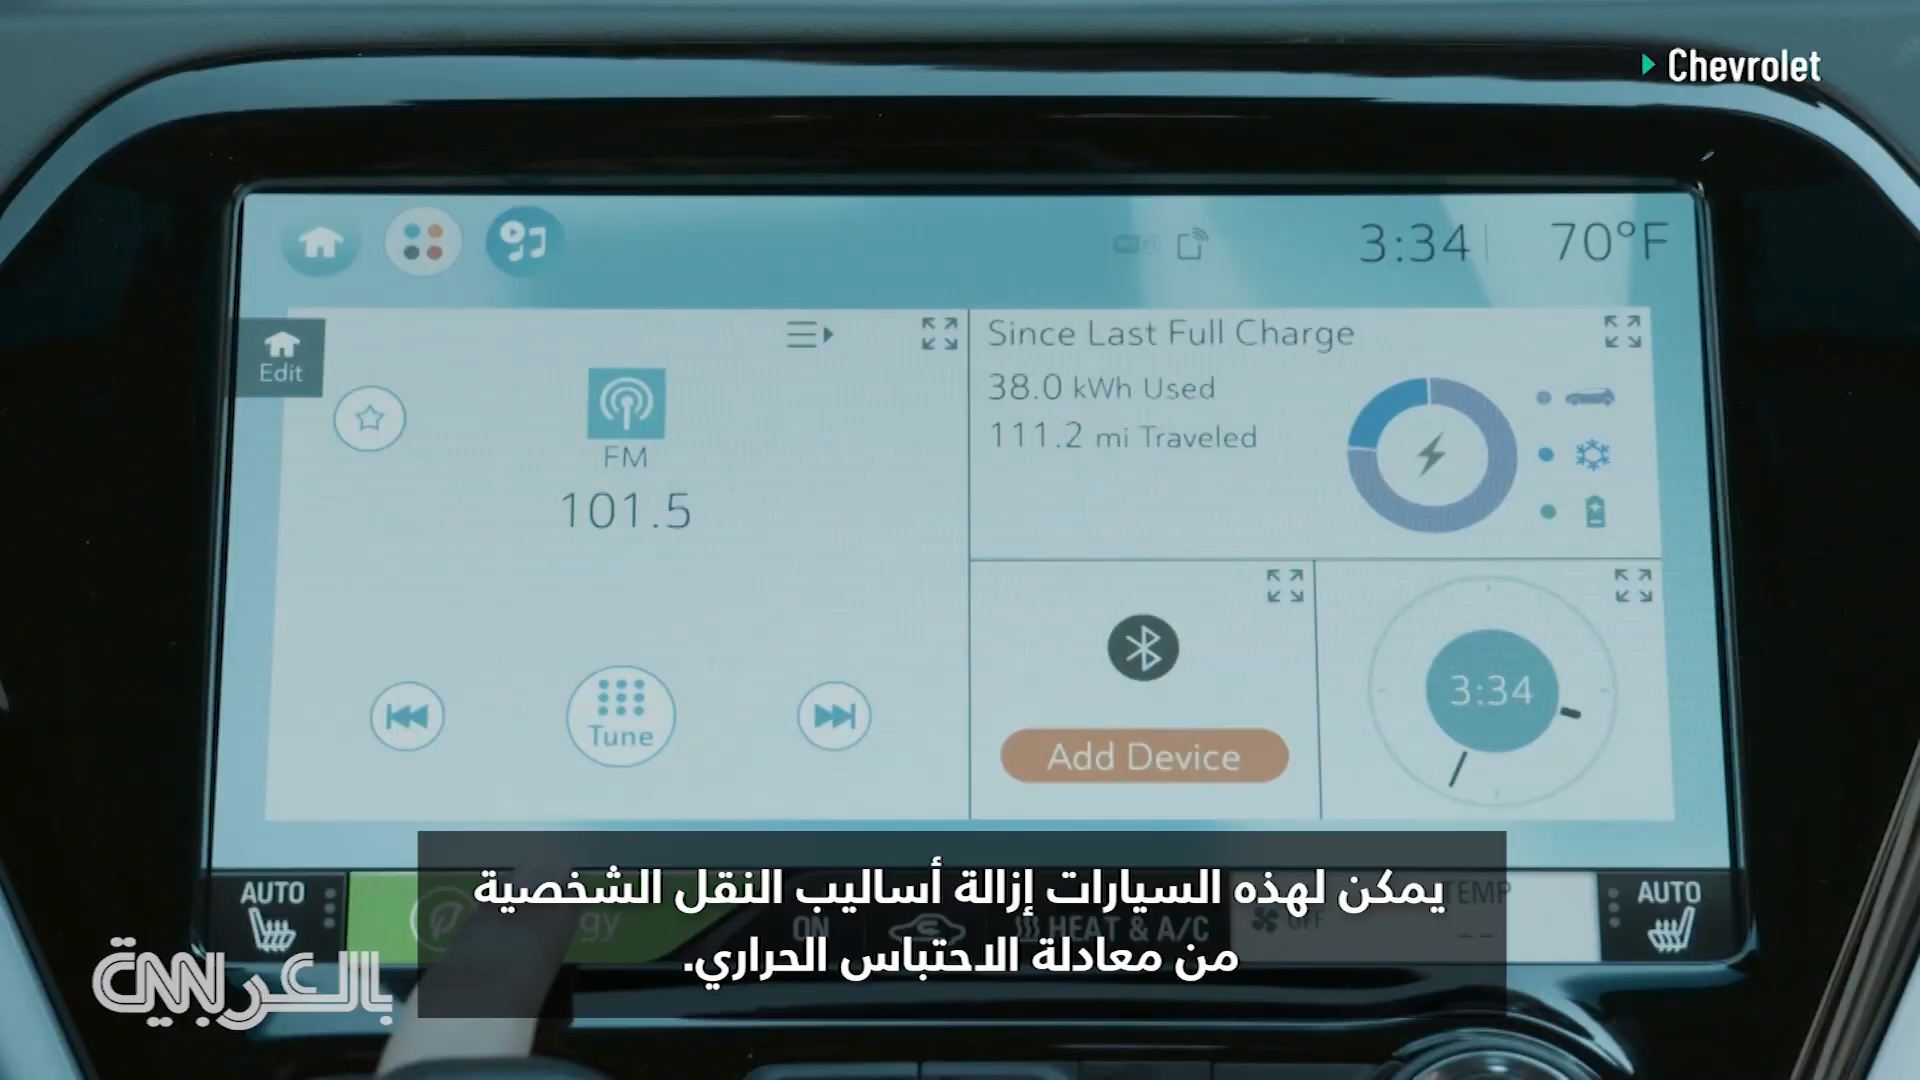 Chevrolet
3:34
70°F
Edit
FM
101.5
Tune
Since Last Full Charge
38.0 kWh Used
111.2 mi Traveled
Add Device
3:34
AUTO
ON
HEAT & A/C
TEMP
OFF
AUTO
يمكن لهذه السيارات إزالة أساليب النقل الشخصية
من معادلة الاحتباس الحراري.
CNN بالعربية